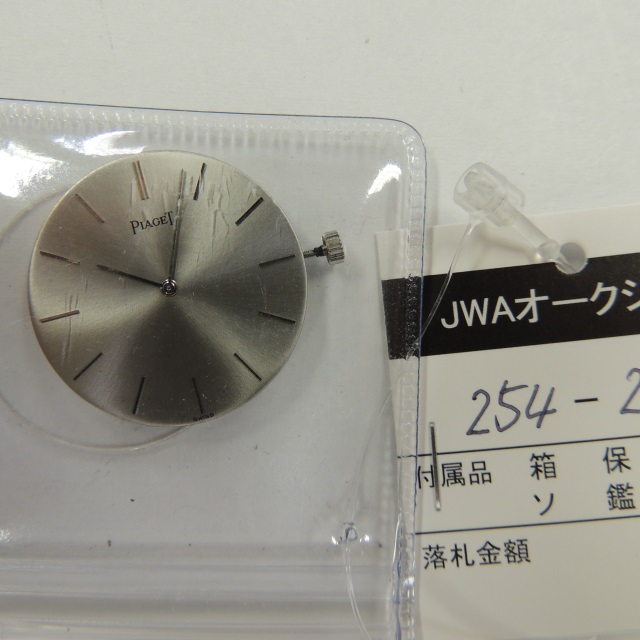 PIAGET
JWAオークシ
254-2
付属品 箱 保
ソ 鑑
落札金額